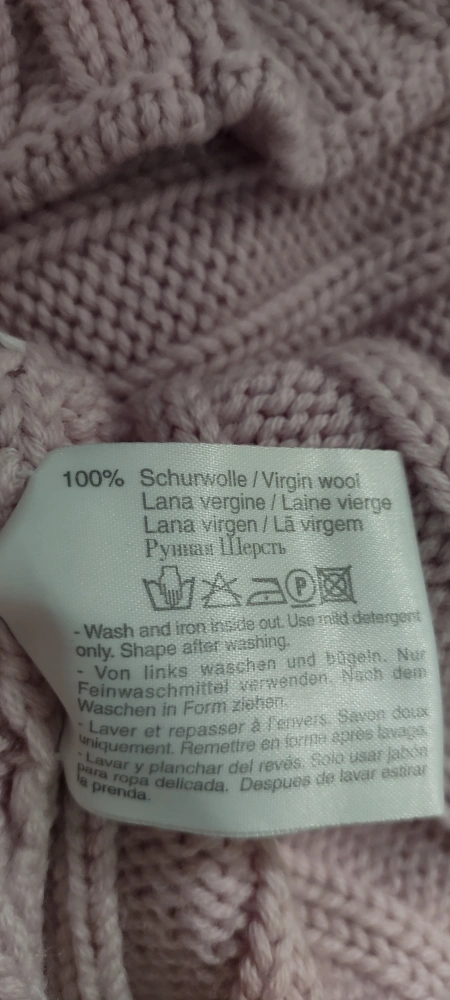 100% Schurwolle / Virgin wool
Lana vergine / Laine vierge
Lana virgen / Lã virgem
Рунная Шерсть
P
- Wash and iron inside out. Use mild detergent
only. Shape after washing.
- Von links waschen und bügeln. Nur
Feinwaschmittel verwenden. Nach dem
Waschen in Form ziehen.
- Laver et repasser à l'envers. Savon doux
uniquement. Remettre en forme après lavage.
- Lavar y planchar del revés. Solo usar jabón
para ropa delicada. Despues de lavar estirar
la prenda.